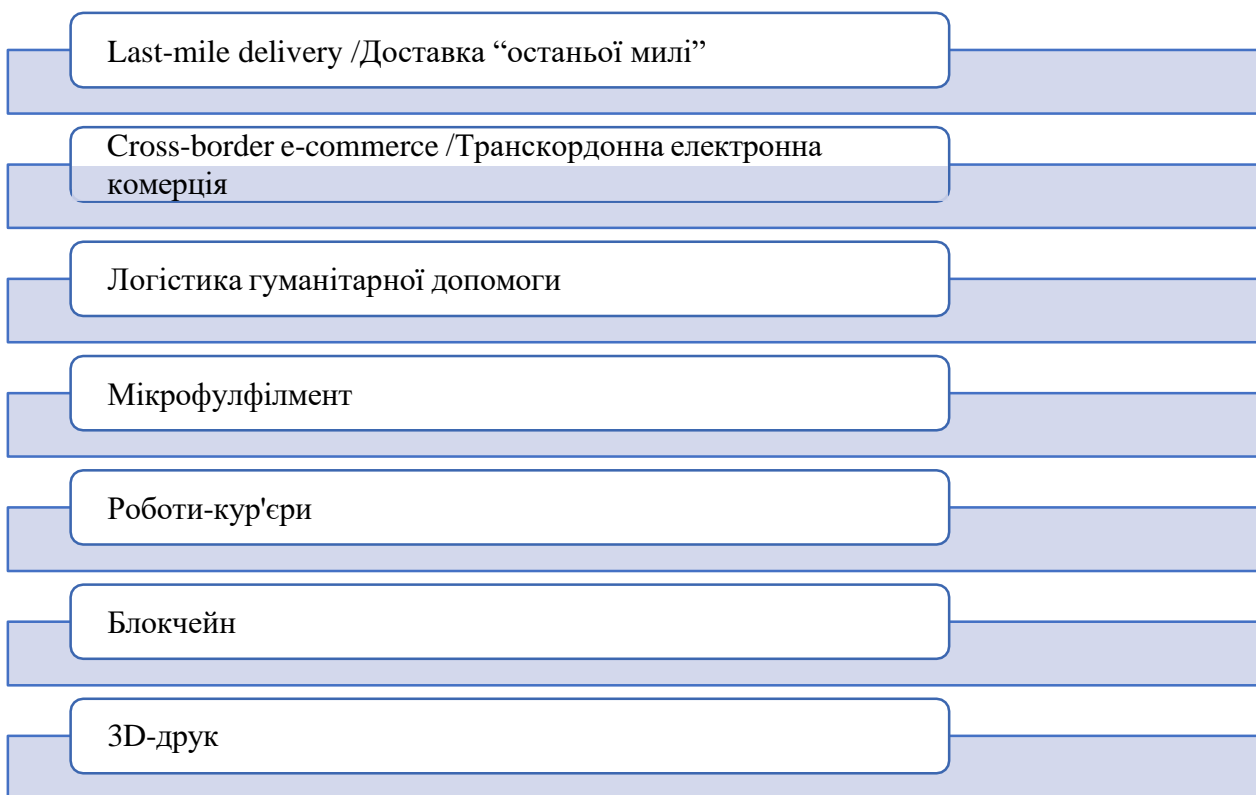 Last-mile delivery /Доставка “останьої милі”
Cross-border e-commerce /Транскордонна електронна
комерція
Логістика гуманітарної допомоги
Мікрофулфілмент
Роботи-кур'єри
Блокчейн
3D-друк